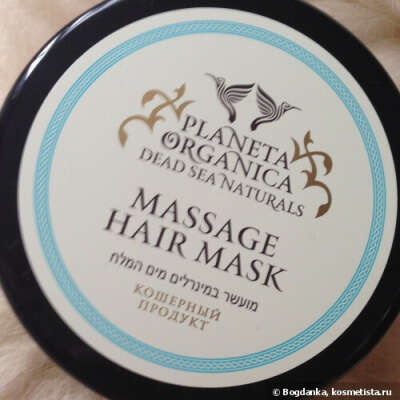 PLANETA
ORGANICA
DEAD SEA NATURALS
MASSAGE
HAIR MASK
מועשר במינרלים מים המלח
КОШЕРНЫЙ
ПРОДУКТ
© Bogdanka, kosmetista.ru